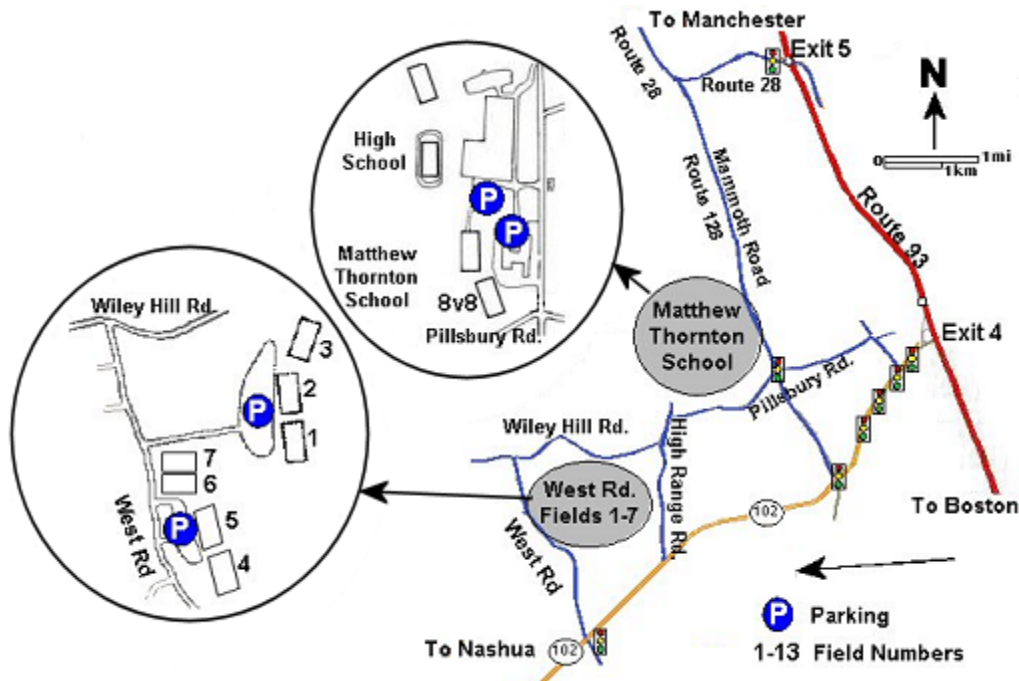 To Manchester
Exit 5
Route 28
Route 28
N
0
1mi
1km
High
School
P
P
Matthew
Thornton
School
8v8
Pillsbury Rd.
Mammoth Road
Route 128
Route 93
Matthew
Thornton
School
Exit 4
Pillsbury Rd.
Wiley Hill Rd.
3
2
P
1
7
6
5
P
4
West Rd
Wiley Hill Rd.
High Range Rd.
West Rd.
Fields 1-7
West Rd
102
To Boston
To Nashua
102
P Parking
1-13 Field Numbers